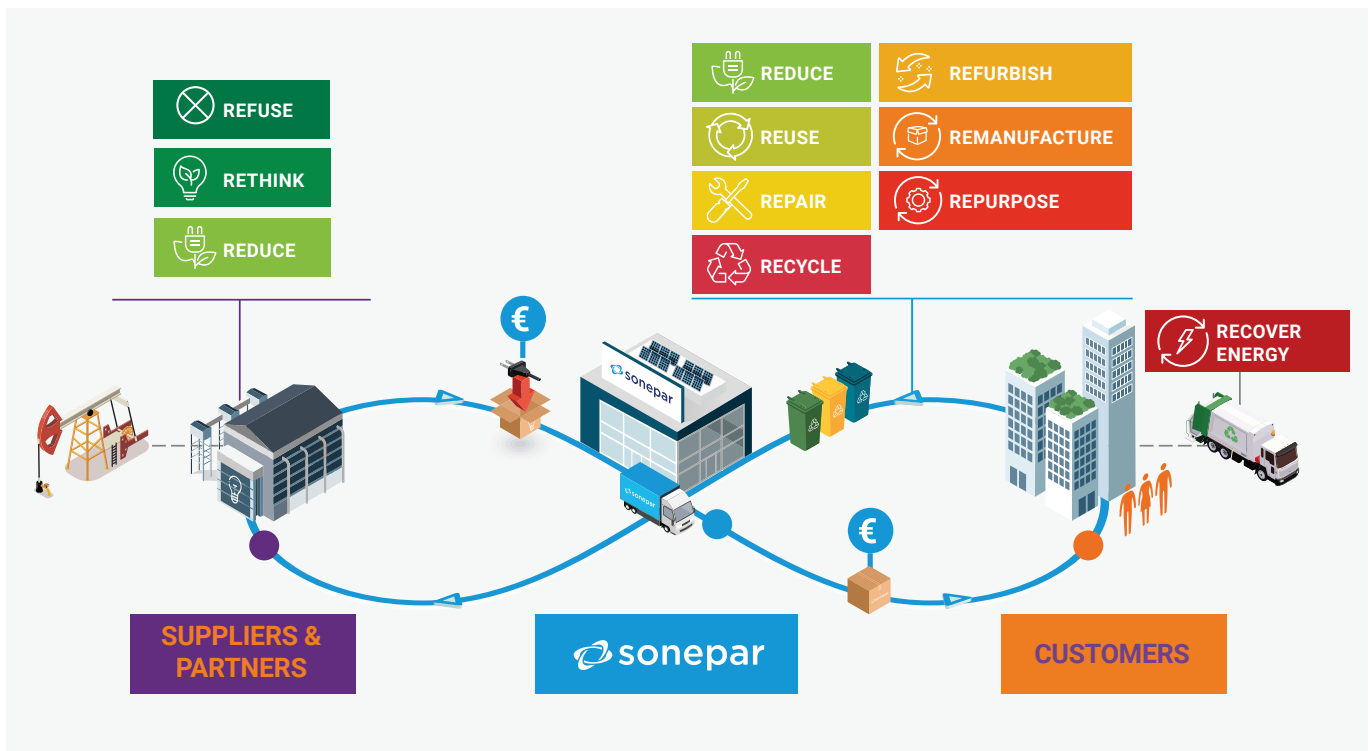 REFUSE
RETHINK
REDUCE
REDUCE
REFURBISH
REUSE
REMANUFACTURE
REPAIR
REPURPOSE
RECYCLE
RECOVER
ENERGY
€
sonepar
sonepar
€
SUPPLIERS &
PARTNERS
sonepar
CUSTOMERS